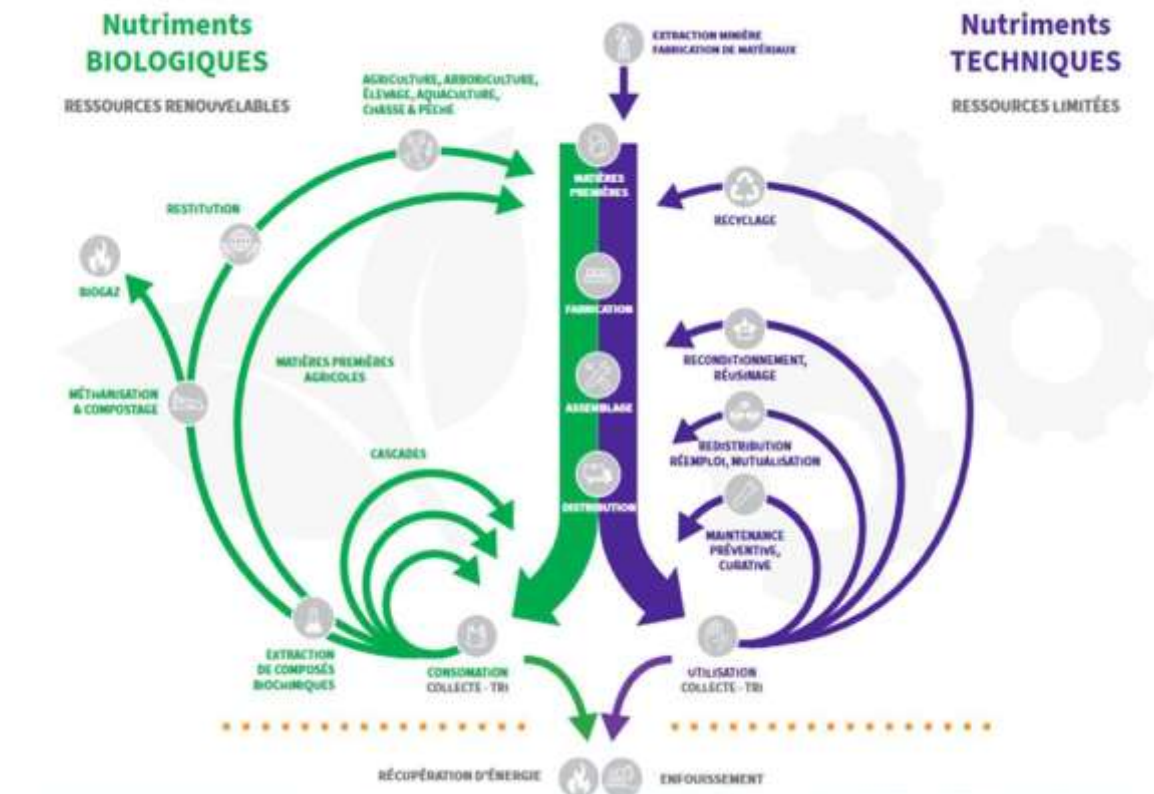 Nutriments
BIOLOGIQUES
RESSOURCES RENOUVELABLES
EXTRACTION MINIÈRE
FABRICATION DE MATÉRIAUX
Nutriments
TECHNIQUES
RESSOURCES LIMITÉES
AGRICULTURE, ARBORICULTURE,
ÉLEVAGE, AQUACULTURE,
CHASSE & PÊCHE
MATIÈRES
PREMIÈRES
RESTITUTION
RECYCLAGE
BIOGAZ
FABRICATION
MATIÈRES PREMIÈRES
AGRICOLES
RECONDITIONNEMENT,
RÉUSINAGE
MÉTHANISATION
& COMPOSTAGE
ASSEMBLAGE
CASCADES
REDISTRIBUTION
RÉEMPLOI, MUTUALISATION
DISTRIBUTION
MAINTENANCE
PRÉVENTIVE,
CURATIVE
EXTRACTION
DE COMPOSÉS
BIOCHIMIQUES
CONSOMATION
COLLECTE - TRI
UTILISATION
COLLECTE - TRI
RÉCUPÉRATION D'ÉNERGIE
ENFOUISSEMENT